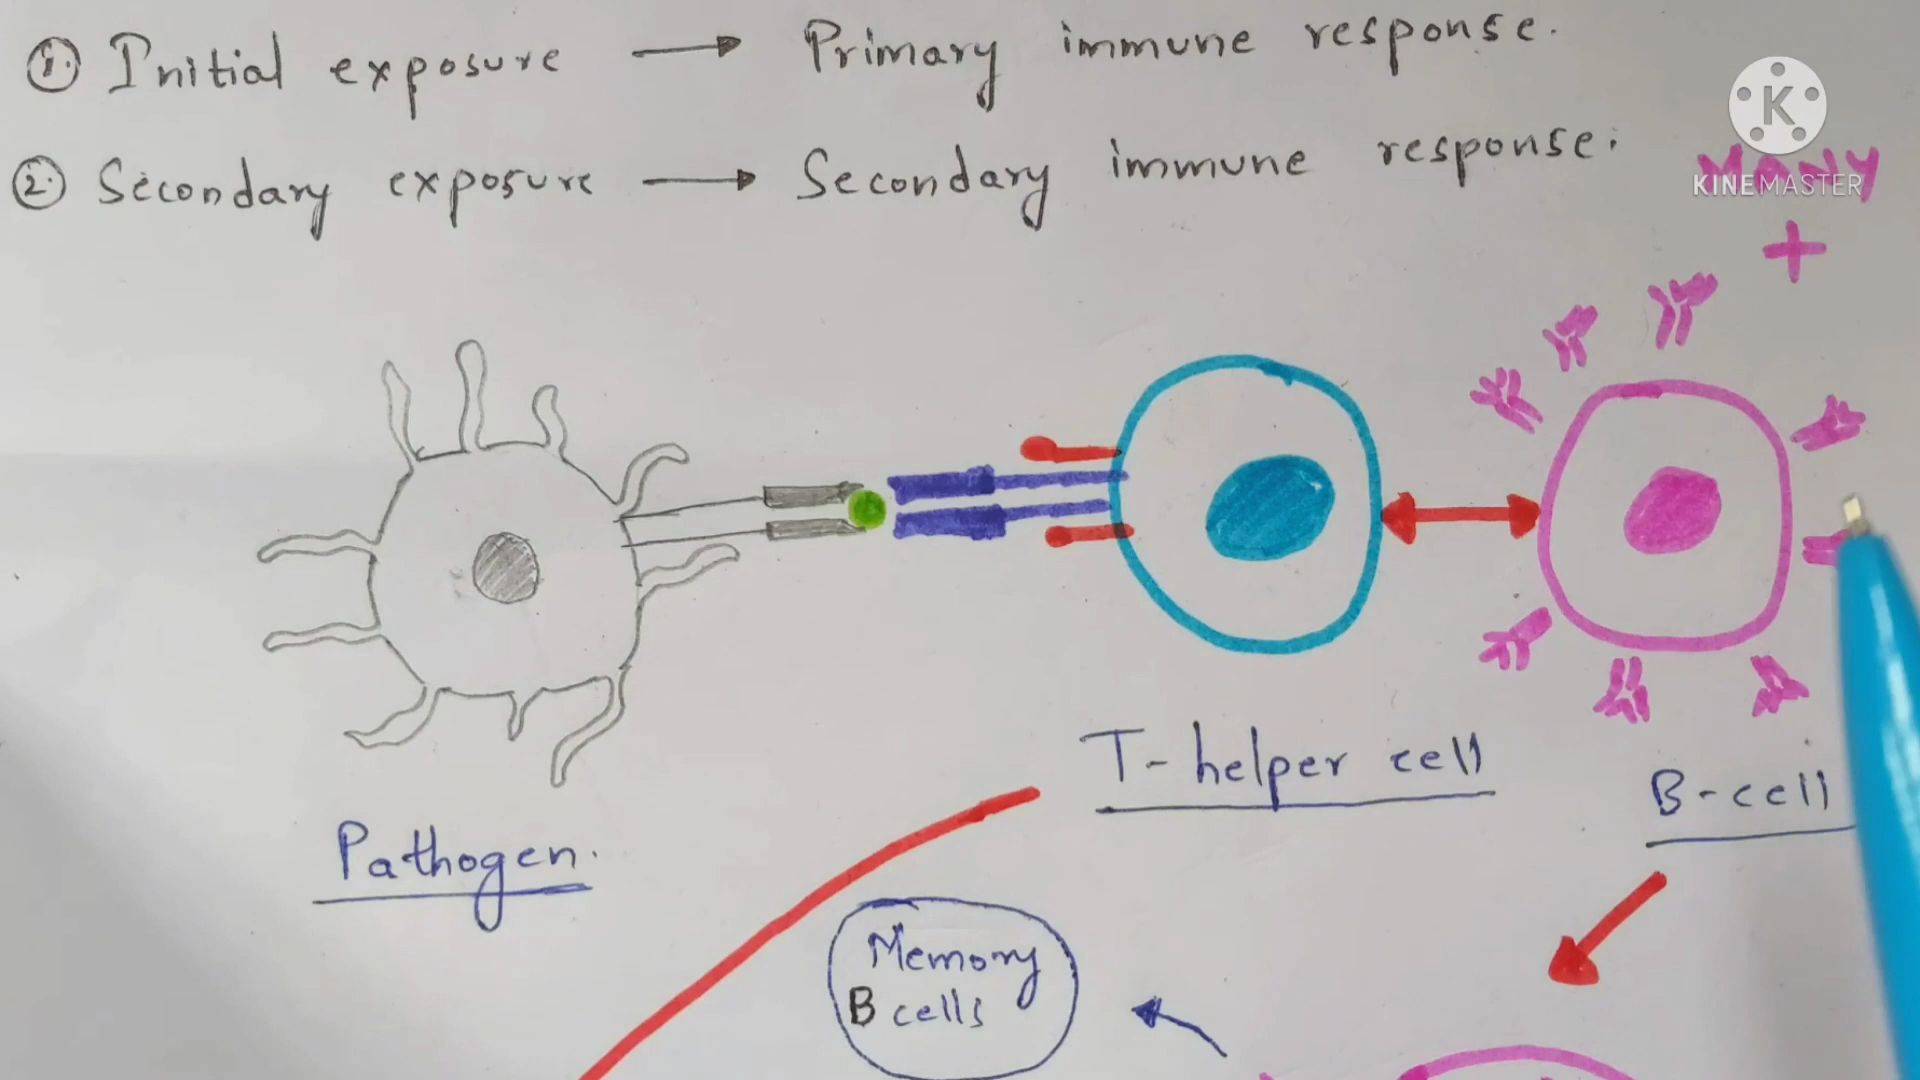 ① Initial exposure → Primary immune response.
② Secondary exposure → Secondary immune response.
K
KINEMASTER
MANY
+
T-helper cell
B-cell
Pathogen.
Memory
B cells